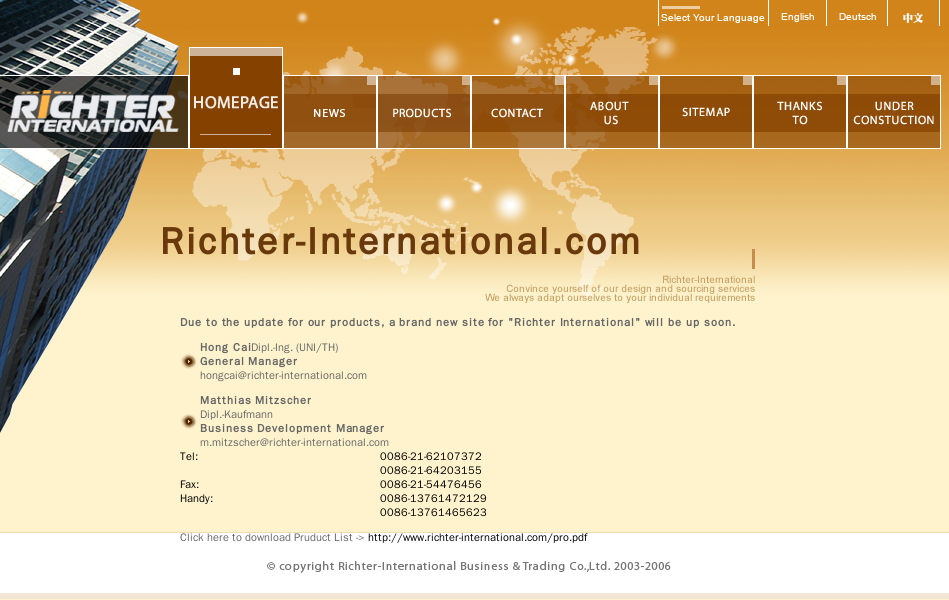 Select Your Language
English
Deutsch
中文
RICHTER
INTERNATIONAL
HOMEPAGE
NEWS
PRODUCTS
CONTACT
ABOUT
US
SITEMAP
THANKS
TO
UNDER
CONSTUCTION
Richter-International.com
Richter-International
Convince yourself of our design and sourcing services
We always adapt ourselves to your individual requirements
Due to the update for our products, a brand new site for "Richter International" will be up soon.
Hong CaiDipl.-Ing. (UNI/TH)
General Manager
hongcai@richter-international.com
Matthias Mitzscher
Dipl.-Kaufmann
Business Development Manager
m.mitzscher@richter-international.com
Tel: 0086-21-62107372
0086-21-64203155
Fax: 0086-21-54476456
Handy: 0086-13761472129
0086-13761465623
Click here to download Pruduct List -> http://www.richter-international.com/pro.pdf
© copyright Richter-International Business & Trading Co.,Ltd. 2003-2006